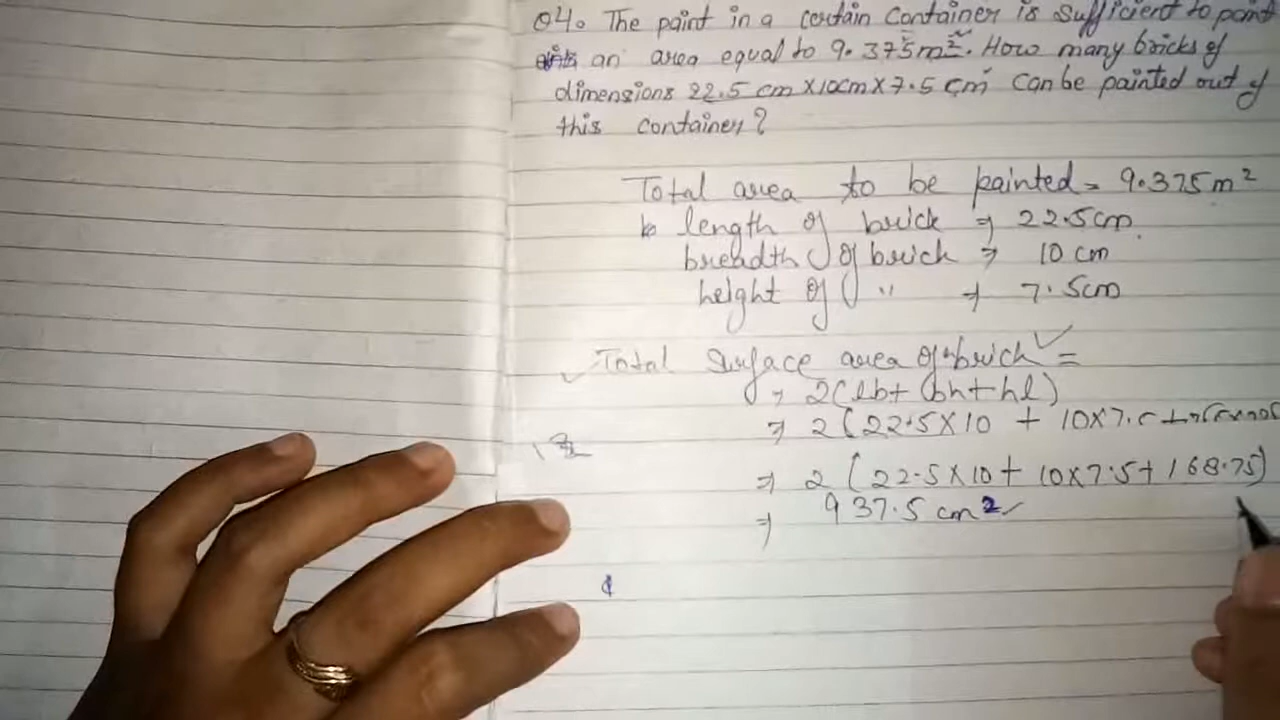 Q4. The paint in a certain container is sufficient to paint
an area equal to 9.375m². How many bricks of
dimensions 22.5 cm×10cm×7.5 cm can be painted out of
this container?
Total area to be painted = 9.375m²
length of brick ⇒ 22.5cm
breadth of brick ⇒ 10 cm
height of " ⇒ 7.5cm
Total Surface area of brick =
⇒ 2(lb+ bh+hl)
⇒ 2(22.5×10 + 10×7.5 +
⇒ 2 (22.5×10+ 10×7.5+ 168.75)
⇒ 937.5 cm²